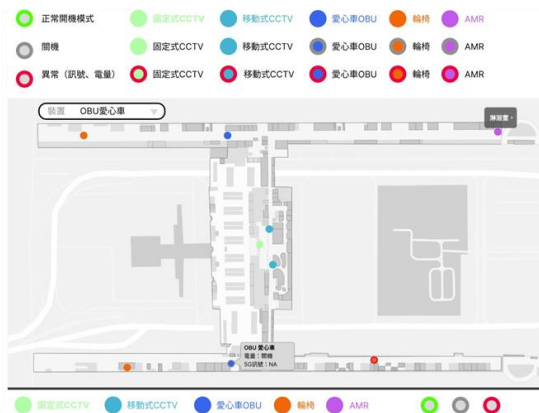 正常開機模式 固定式CCTV 移動式CCTV 愛心車OBU 輪椅 AMR
關機 固定式CCTV 移動式CCTV 愛心車OBU 輪椅 AMR
異常（訊號、電量） 固定式CCTV 移動式CCTV 愛心車OBU 輪椅 AMR
裝置 OBU愛心車
淋浴室
OBU 愛心車
電量：關機
5G訊號：NA
固定式CCTV 移動式CCTV 愛心車OBU 輪椅 AMR